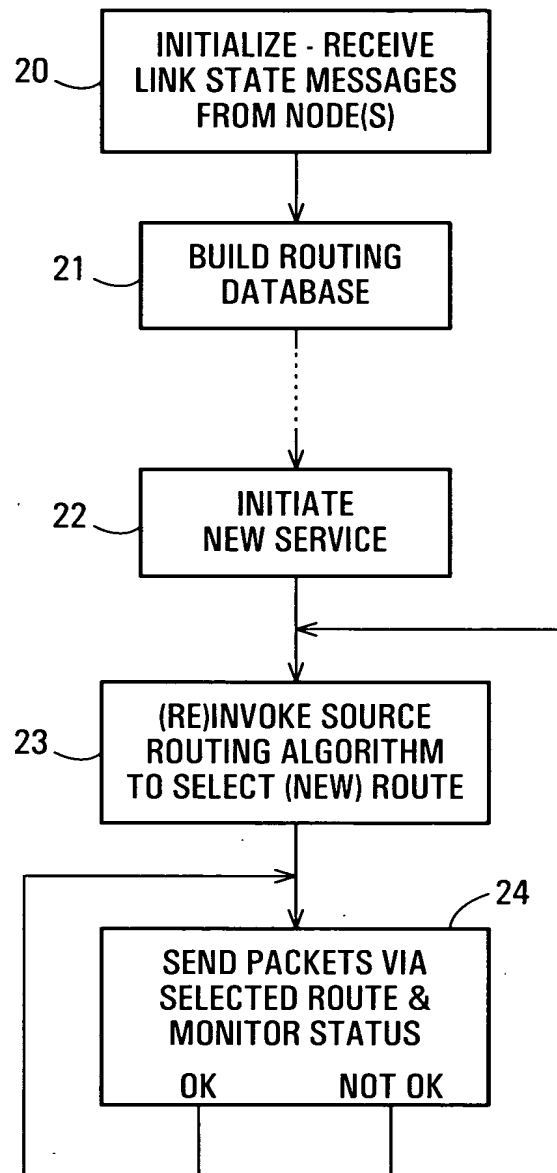 20
INITIALIZE - RECEIVE
LINK STATE MESSAGES
FROM NODE(S)
21
BUILD ROUTING
DATABASE
22
INITIATE
NEW SERVICE
23
(RE)INVOKE SOURCE
ROUTING ALGORITHM
TO SELECT (NEW) ROUTE
24
SEND PACKETS VIA
SELECTED ROUTE &
MONITOR STATUS
OK NOT OK